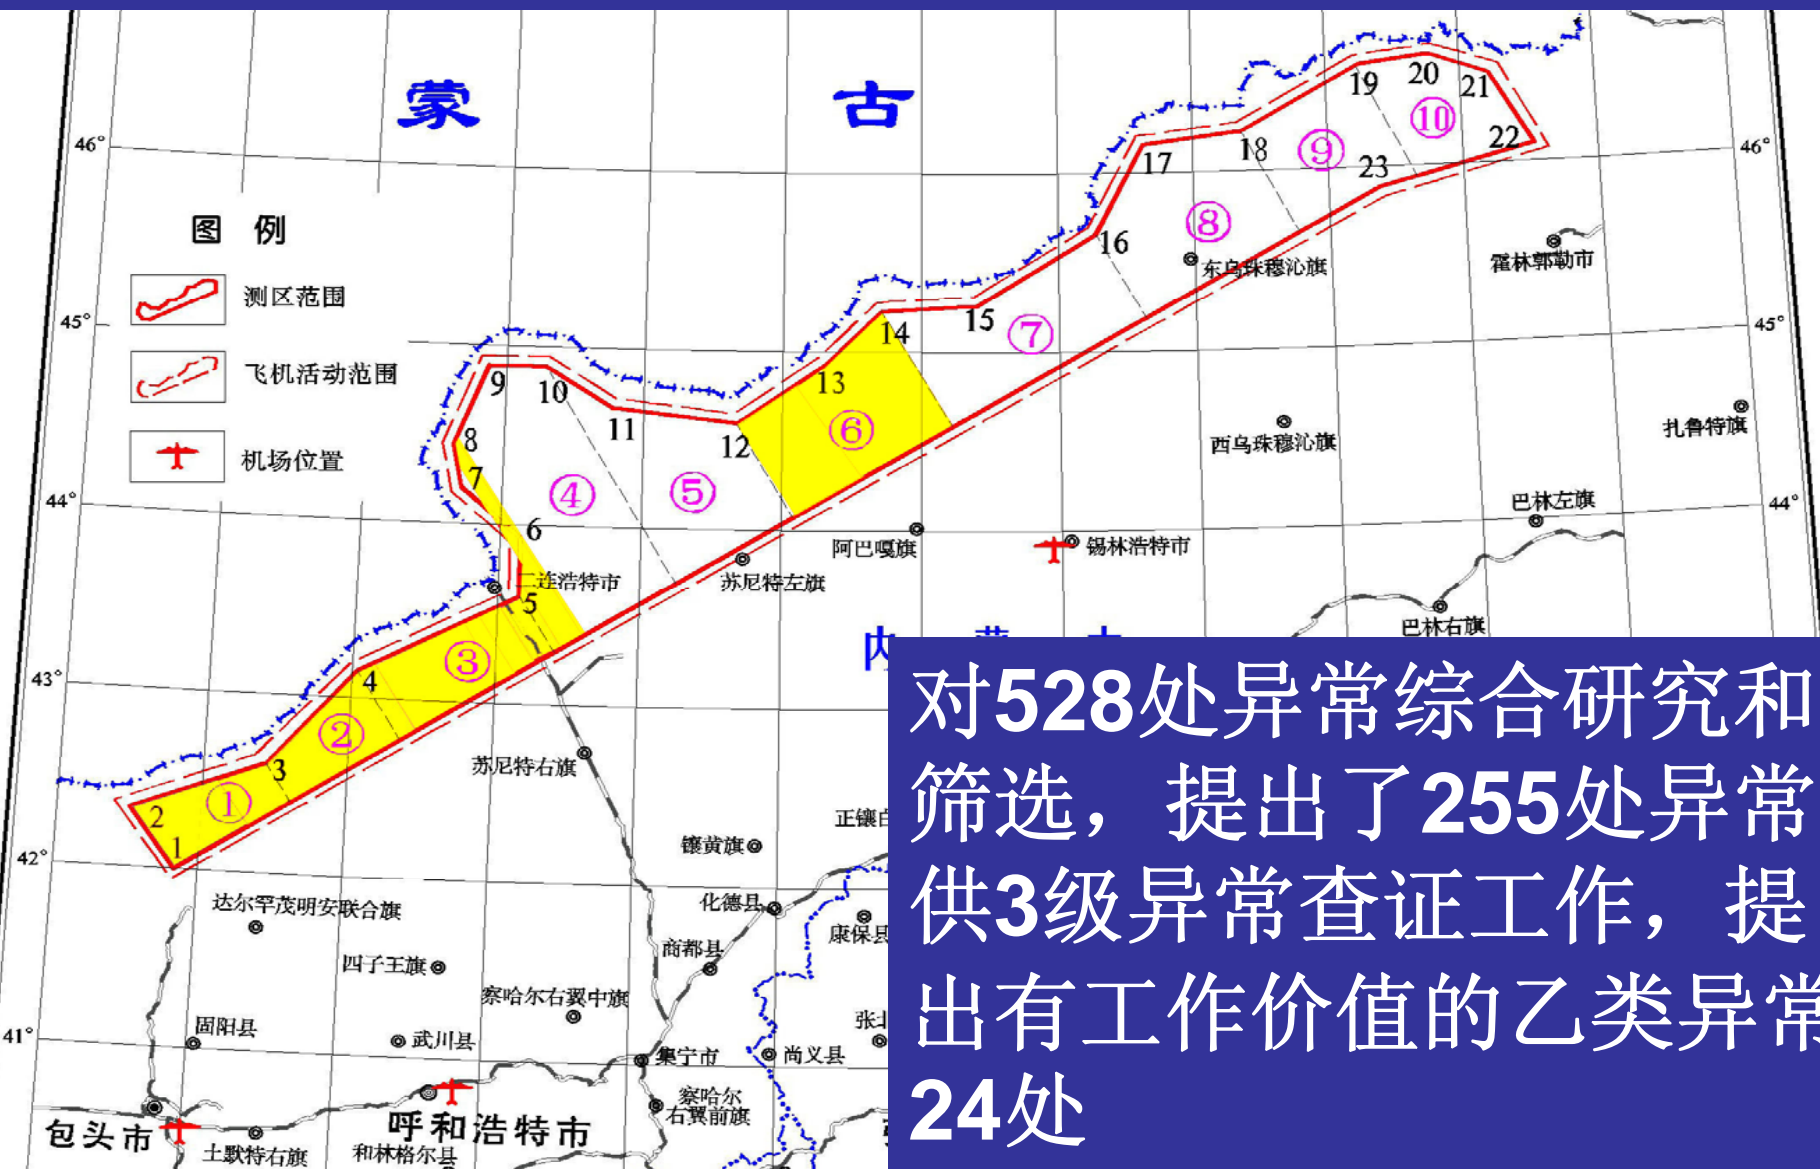 蒙 古
19
20
21
⑩
22
46°
17
18
⑨
23
46°
图 例
⑧
16
东乌珠穆沁旗
霍林郭勒市
测区范围
45°
14
15
⑦
45°
飞机活动范围
9
10
13
11
⑥
8
12
西乌珠穆沁旗
扎鲁特旗
机场位置
7
④
⑤
44°
6
巴林左旗
44°
阿巴嘎旗
锡林浩特市
二连浩特市
苏尼特左旗
5
巴林右旗
内 蒙 古
③
4
43°
②
苏尼特右旗
3
①
2
1
42°
正镶白
镶黄旗
达尔罕茂明安联合旗
化德县
康保县
商都县
四子王旗
察哈尔右翼中旗
固阳县
武川县
张北
41°
集宁市
尚义县
察哈尔
右翼前旗
包头市
呼和浩特市
土默特右旗
和林格尔县
对528处异常综合研究和
筛选，提出了255处异常
供3级异常查证工作，提
出有工作价值的乙类异常
24处